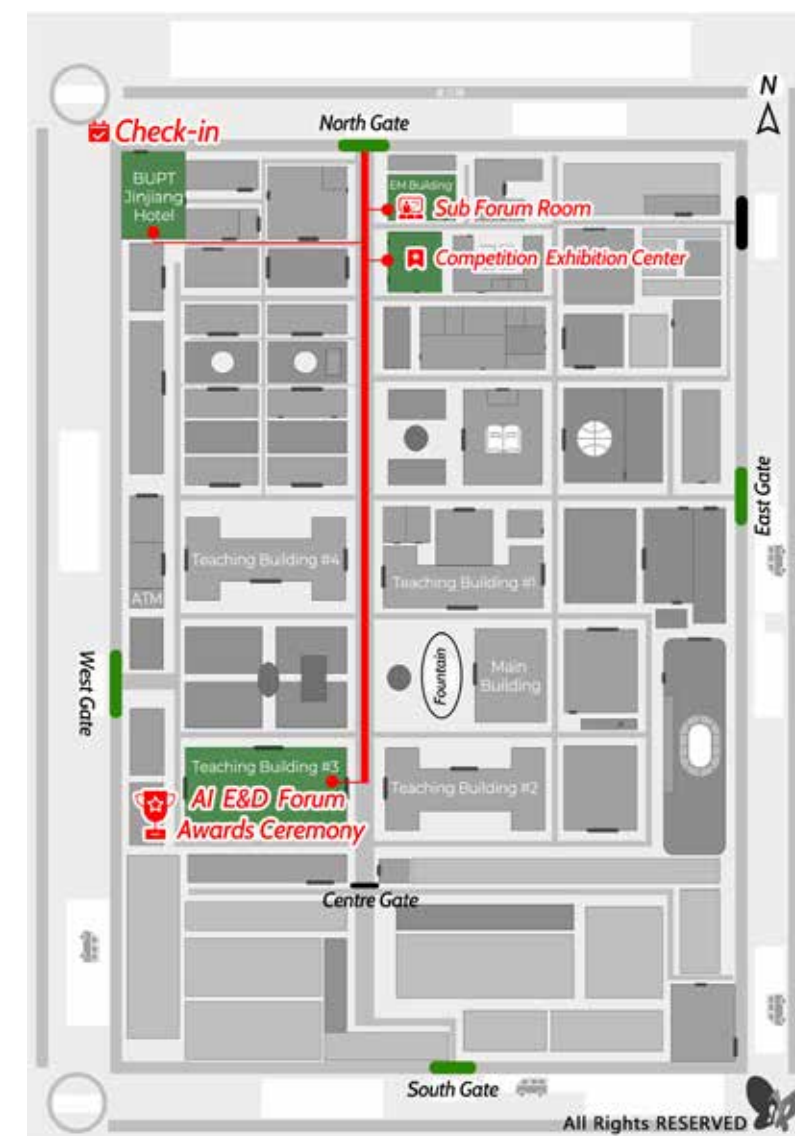 N
Check-in
North Gate
BUPT
Jinjiang
Hotel
EM Building
Sub Forum Room
Competition Exhibition Center
East Gate
Teaching Building #4
Teaching Building #1
ATM
West Gate
Fountain
Main
Building
Teaching Building #3
Teaching Building #2
AI E&D Forum
Awards Ceremony
Centre Gate
South Gate
All Rights RESERVED